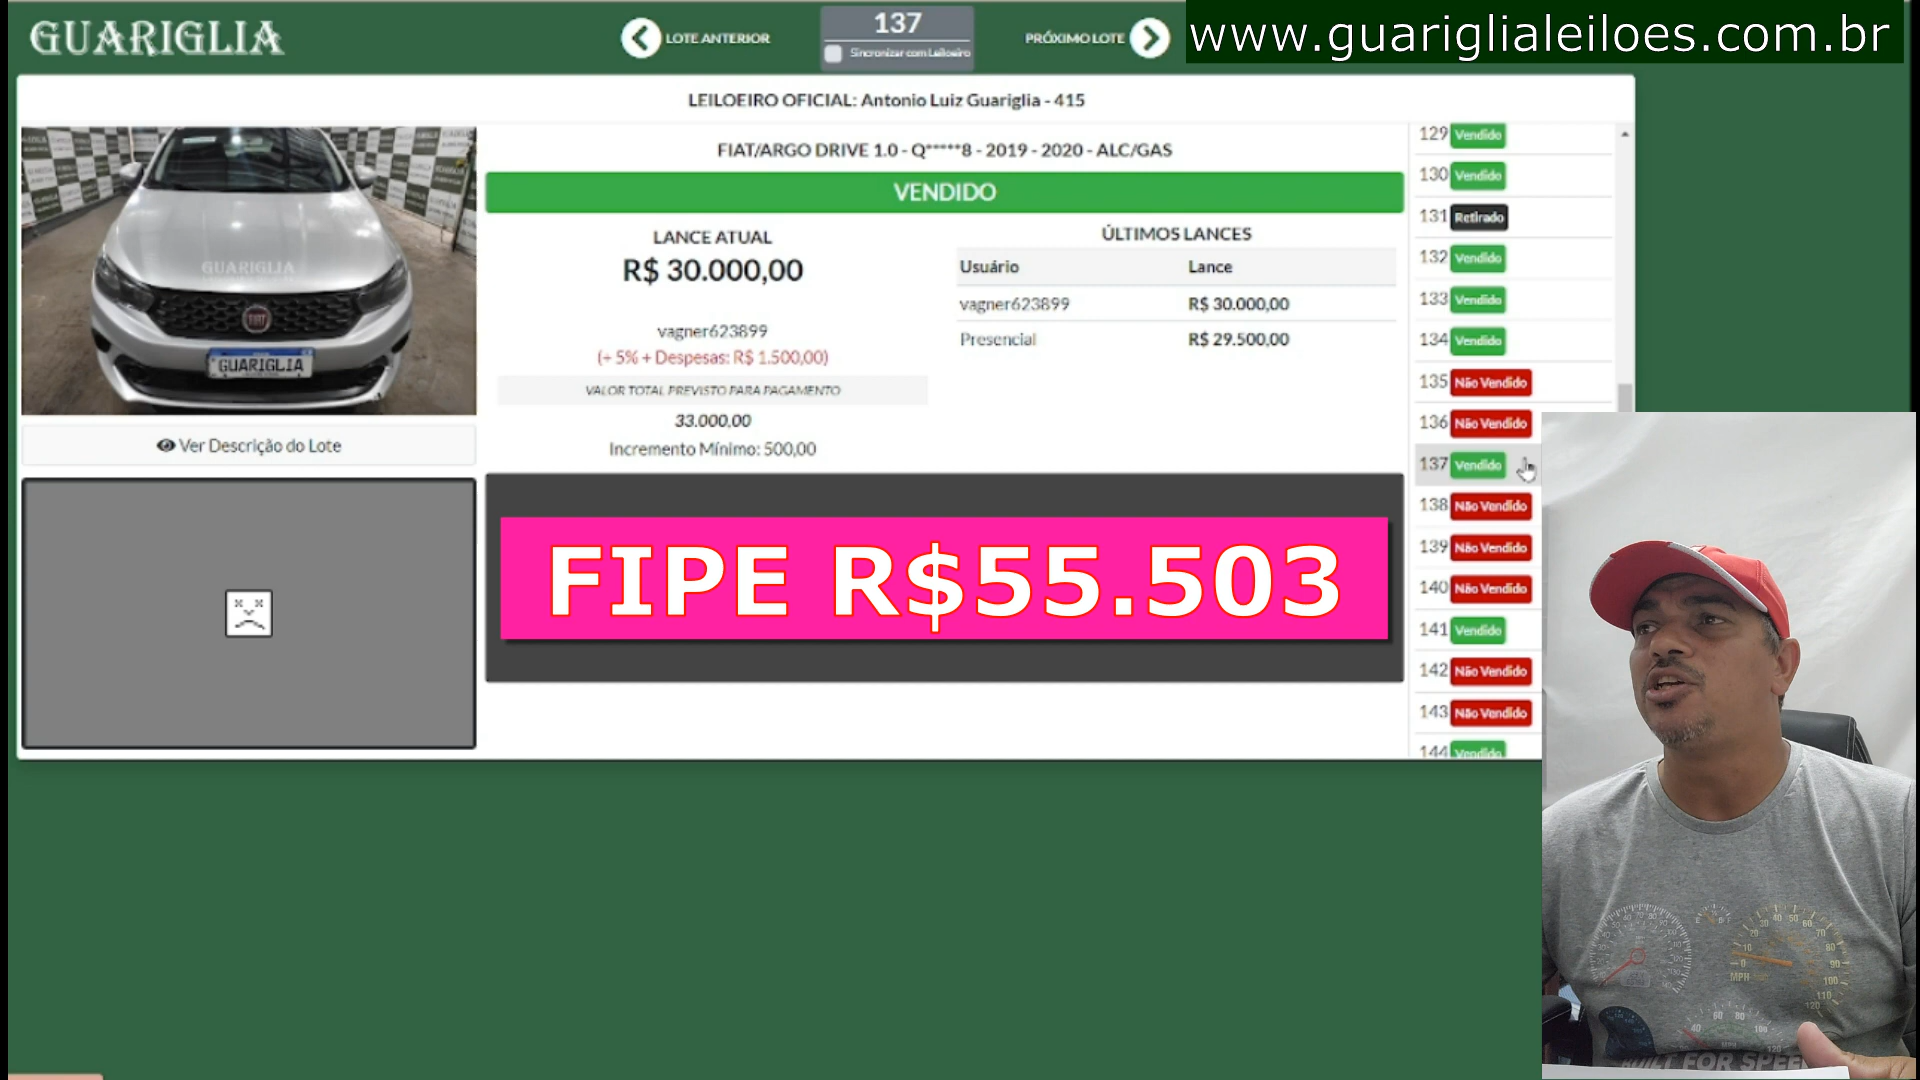 GUARIGLIA
LOTE ANTERIOR
137
Sincronizar com Leiloeiro
PRÓXIMO LOTE
www.guariglialeiloes.com.br
LEILOEIRO OFICIAL: Antonio Luiz Guariglia - 415
GUARIGLIA
GUARIGLIA
FIAT
Ver Descrição do Lote
FIAT/ARGO DRIVE 1.0 - Q*****8 - 2019 - 2020 - ALC/GAS
VENDIDO
LANCE ATUAL
R$ 30.000,00
vagner623899
(+ 5% + Despesas: R$ 1.500,00)
VALOR TOTAL PREVISTO PARA PAGAMENTO
33.000,00
Incremento Mínimo: 500,00
ÚLTIMOS LANCES
Usuário Lance
vagner623899 R$ 30.000,00
Presencial R$ 29.500,00
FIPE R$55.503
129 Vendido
130 Vendido
131 Retirado
132 Vendido
133 Vendido
134 Vendido
135 Não Vendido
136 Não Vendido
137 Vendido
138 Não Vendido
139 Não Vendido
140 Não Vendido
141 Vendido
142 Não Vendido
143 Não Vendido
144 Vendido
MPH
BUILT FOR SPEE